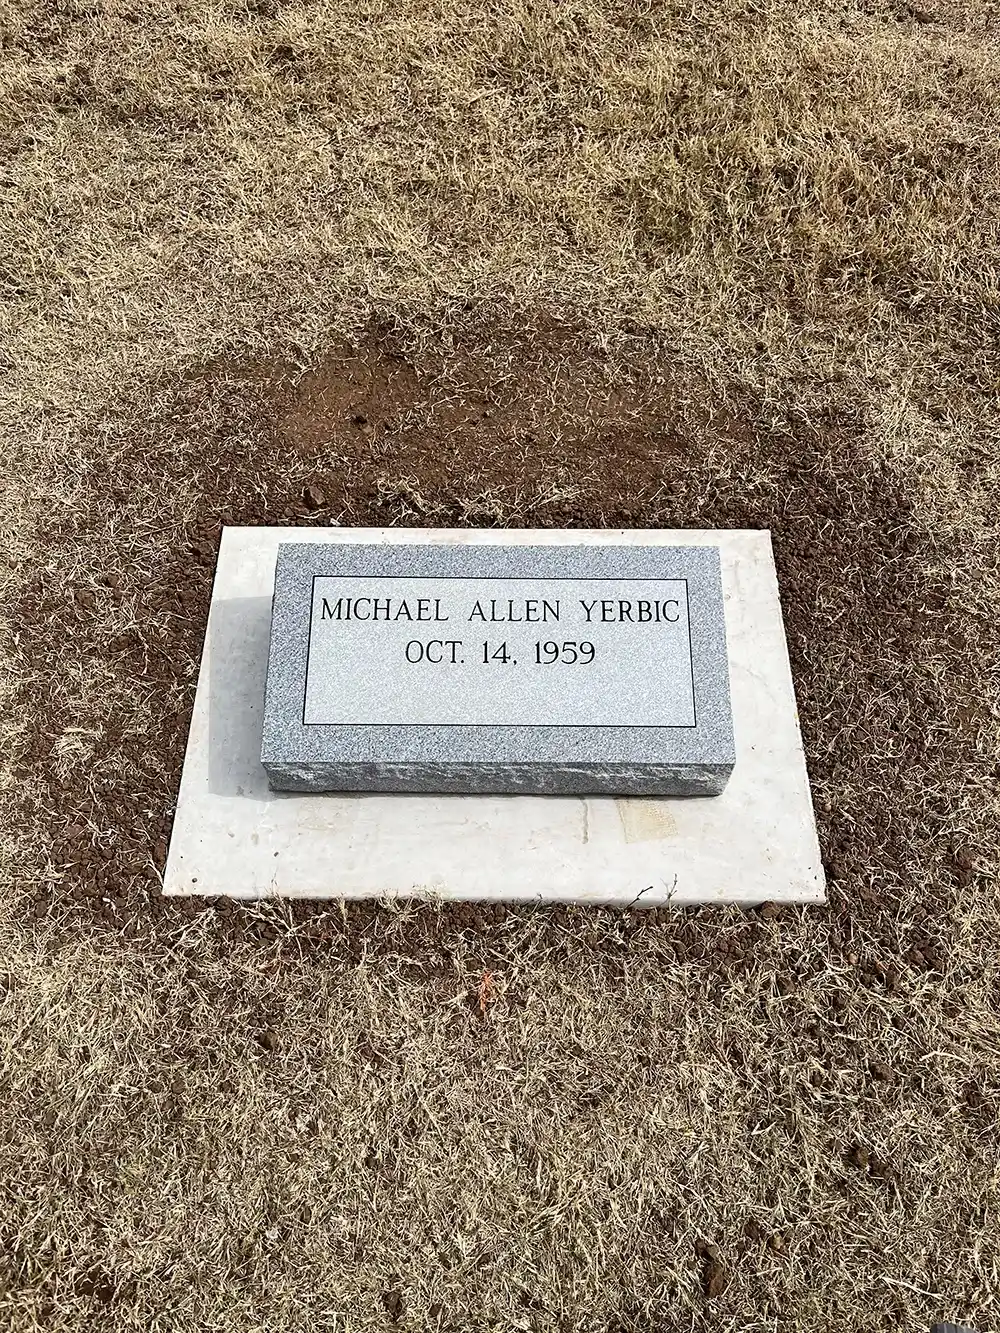 MICHAEL ALLEN YERBIC
OCT. 14, 1959